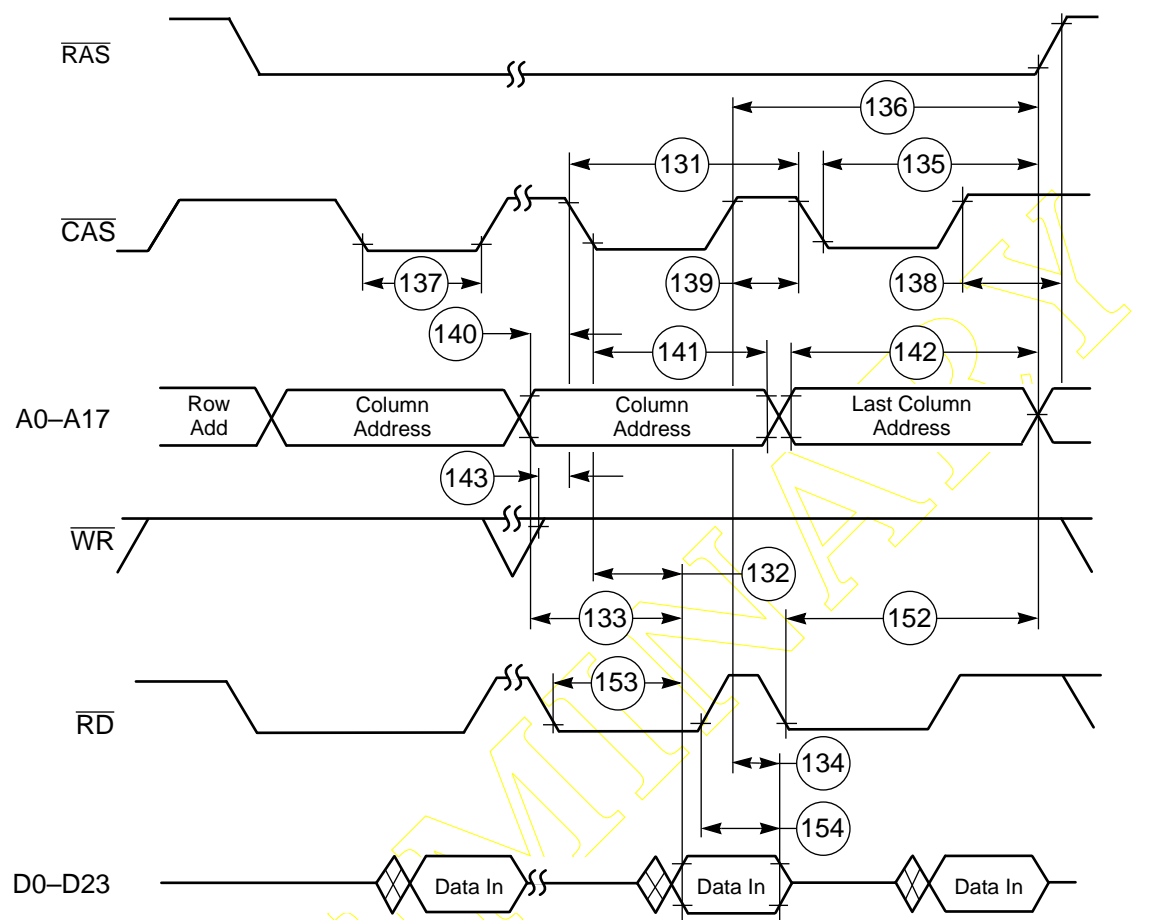 RAS
136
131
135
CAS
137
139
138
140
141
142
A0–A17
Row
Add
Column
Address
Column
Address
Last Column
Address
143
WR
132
133
152
153
RD
134
154
D0–D23
Data In
Data In
Data In